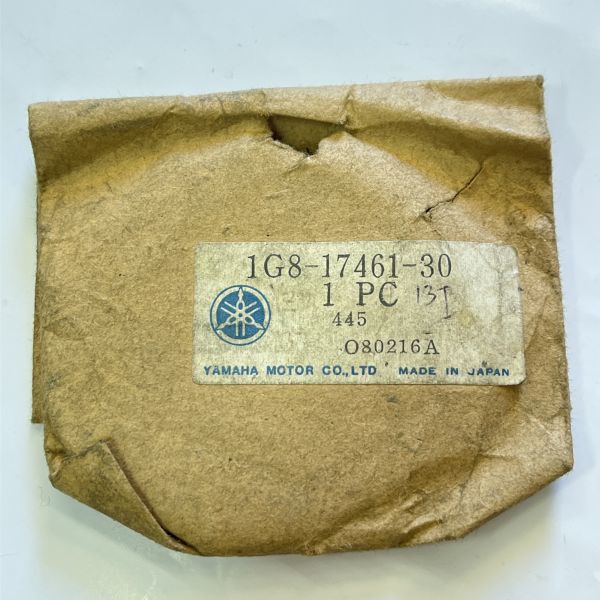 1G8-17461-30
1 PC
445
O80216A
YAMAHA MOTOR CO.,LTD MADE IN JAPAN